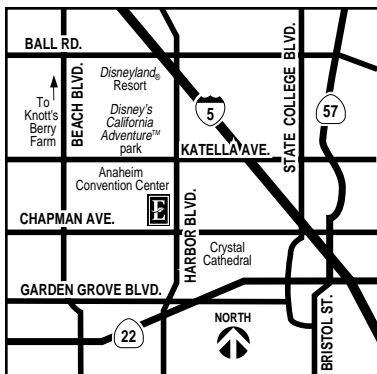 BALL RD.
To
Knott's
Berry
Farm
BEACH BLVD.
Disneyland®
Resort
Disney's
California
Adventure™
park
5
STATE COLLEGE BLVD.
57
KATELLA AVE.
Anaheim
Convention Center
E
HARBOR BLVD.
CHAPMAN AVE.
Crystal
Cathedral
GARDEN GROVE BLVD.
22
NORTH
BRISTOL ST.